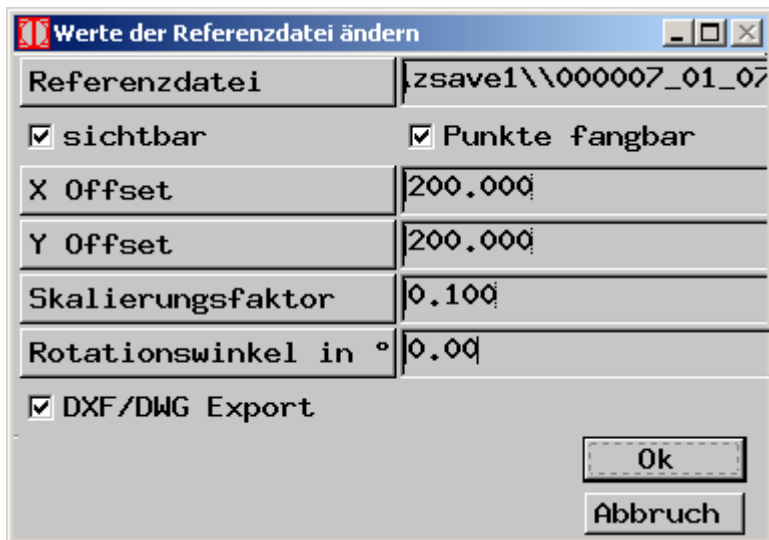 Werte der Referenzdatei ändern
Referenzdatei .zsave1\\000007_01_07
sichtbar Punkte fangbar
X Offset 200.000
Y Offset 200.000
Skalierungsfaktor 0.100
Rotationswinkel in ° 0.00
DXF/DWG Export
Ok
Abbruch